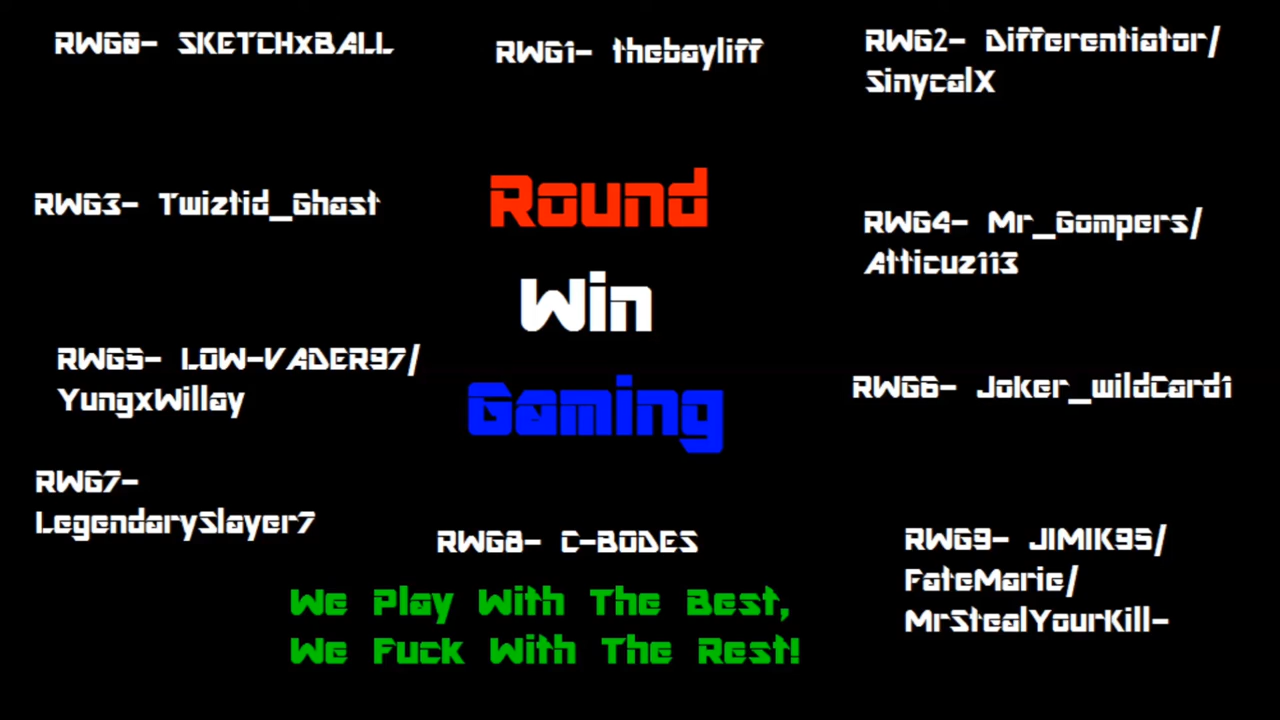 RWG0- SKETCHxBALL
RWG1- thebayliff
RWG2- Differentiator/
SinycalX
Round
Win
Gaming
RWG3- Twiztid_Ghost
RWG4- Mr_Gompers/
Atticuz113
RWG5- LOW-VADER97/
YungxWillay
RWG6- Joker_wildCard1
RWG7-
LegendarySlayer7
RWG8- C-BODES
RWG9- JIMIK95/
FateMarie/
MrStealYourKill-
We Play With The Best,
We Fuck With The Rest!